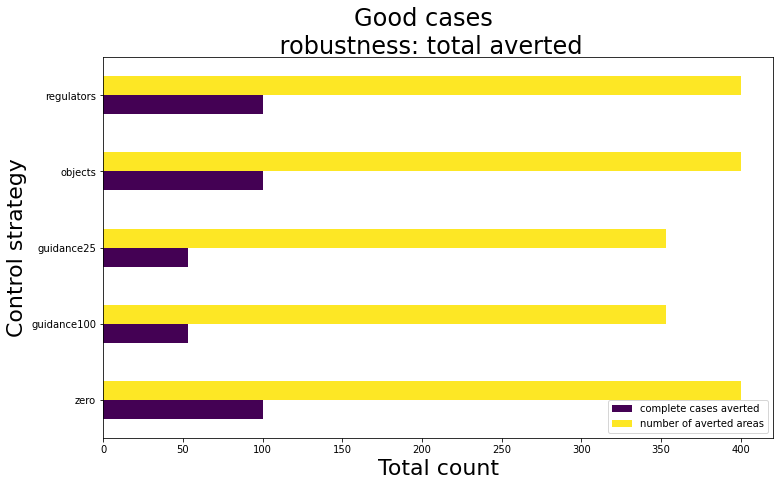 Good cases
robustness: total averted
Control strategy
regulators
objects
guidance25
guidance100
zero
complete cases averted
number of averted areas
0 50 100 150 200 250 300 350 400
Total count